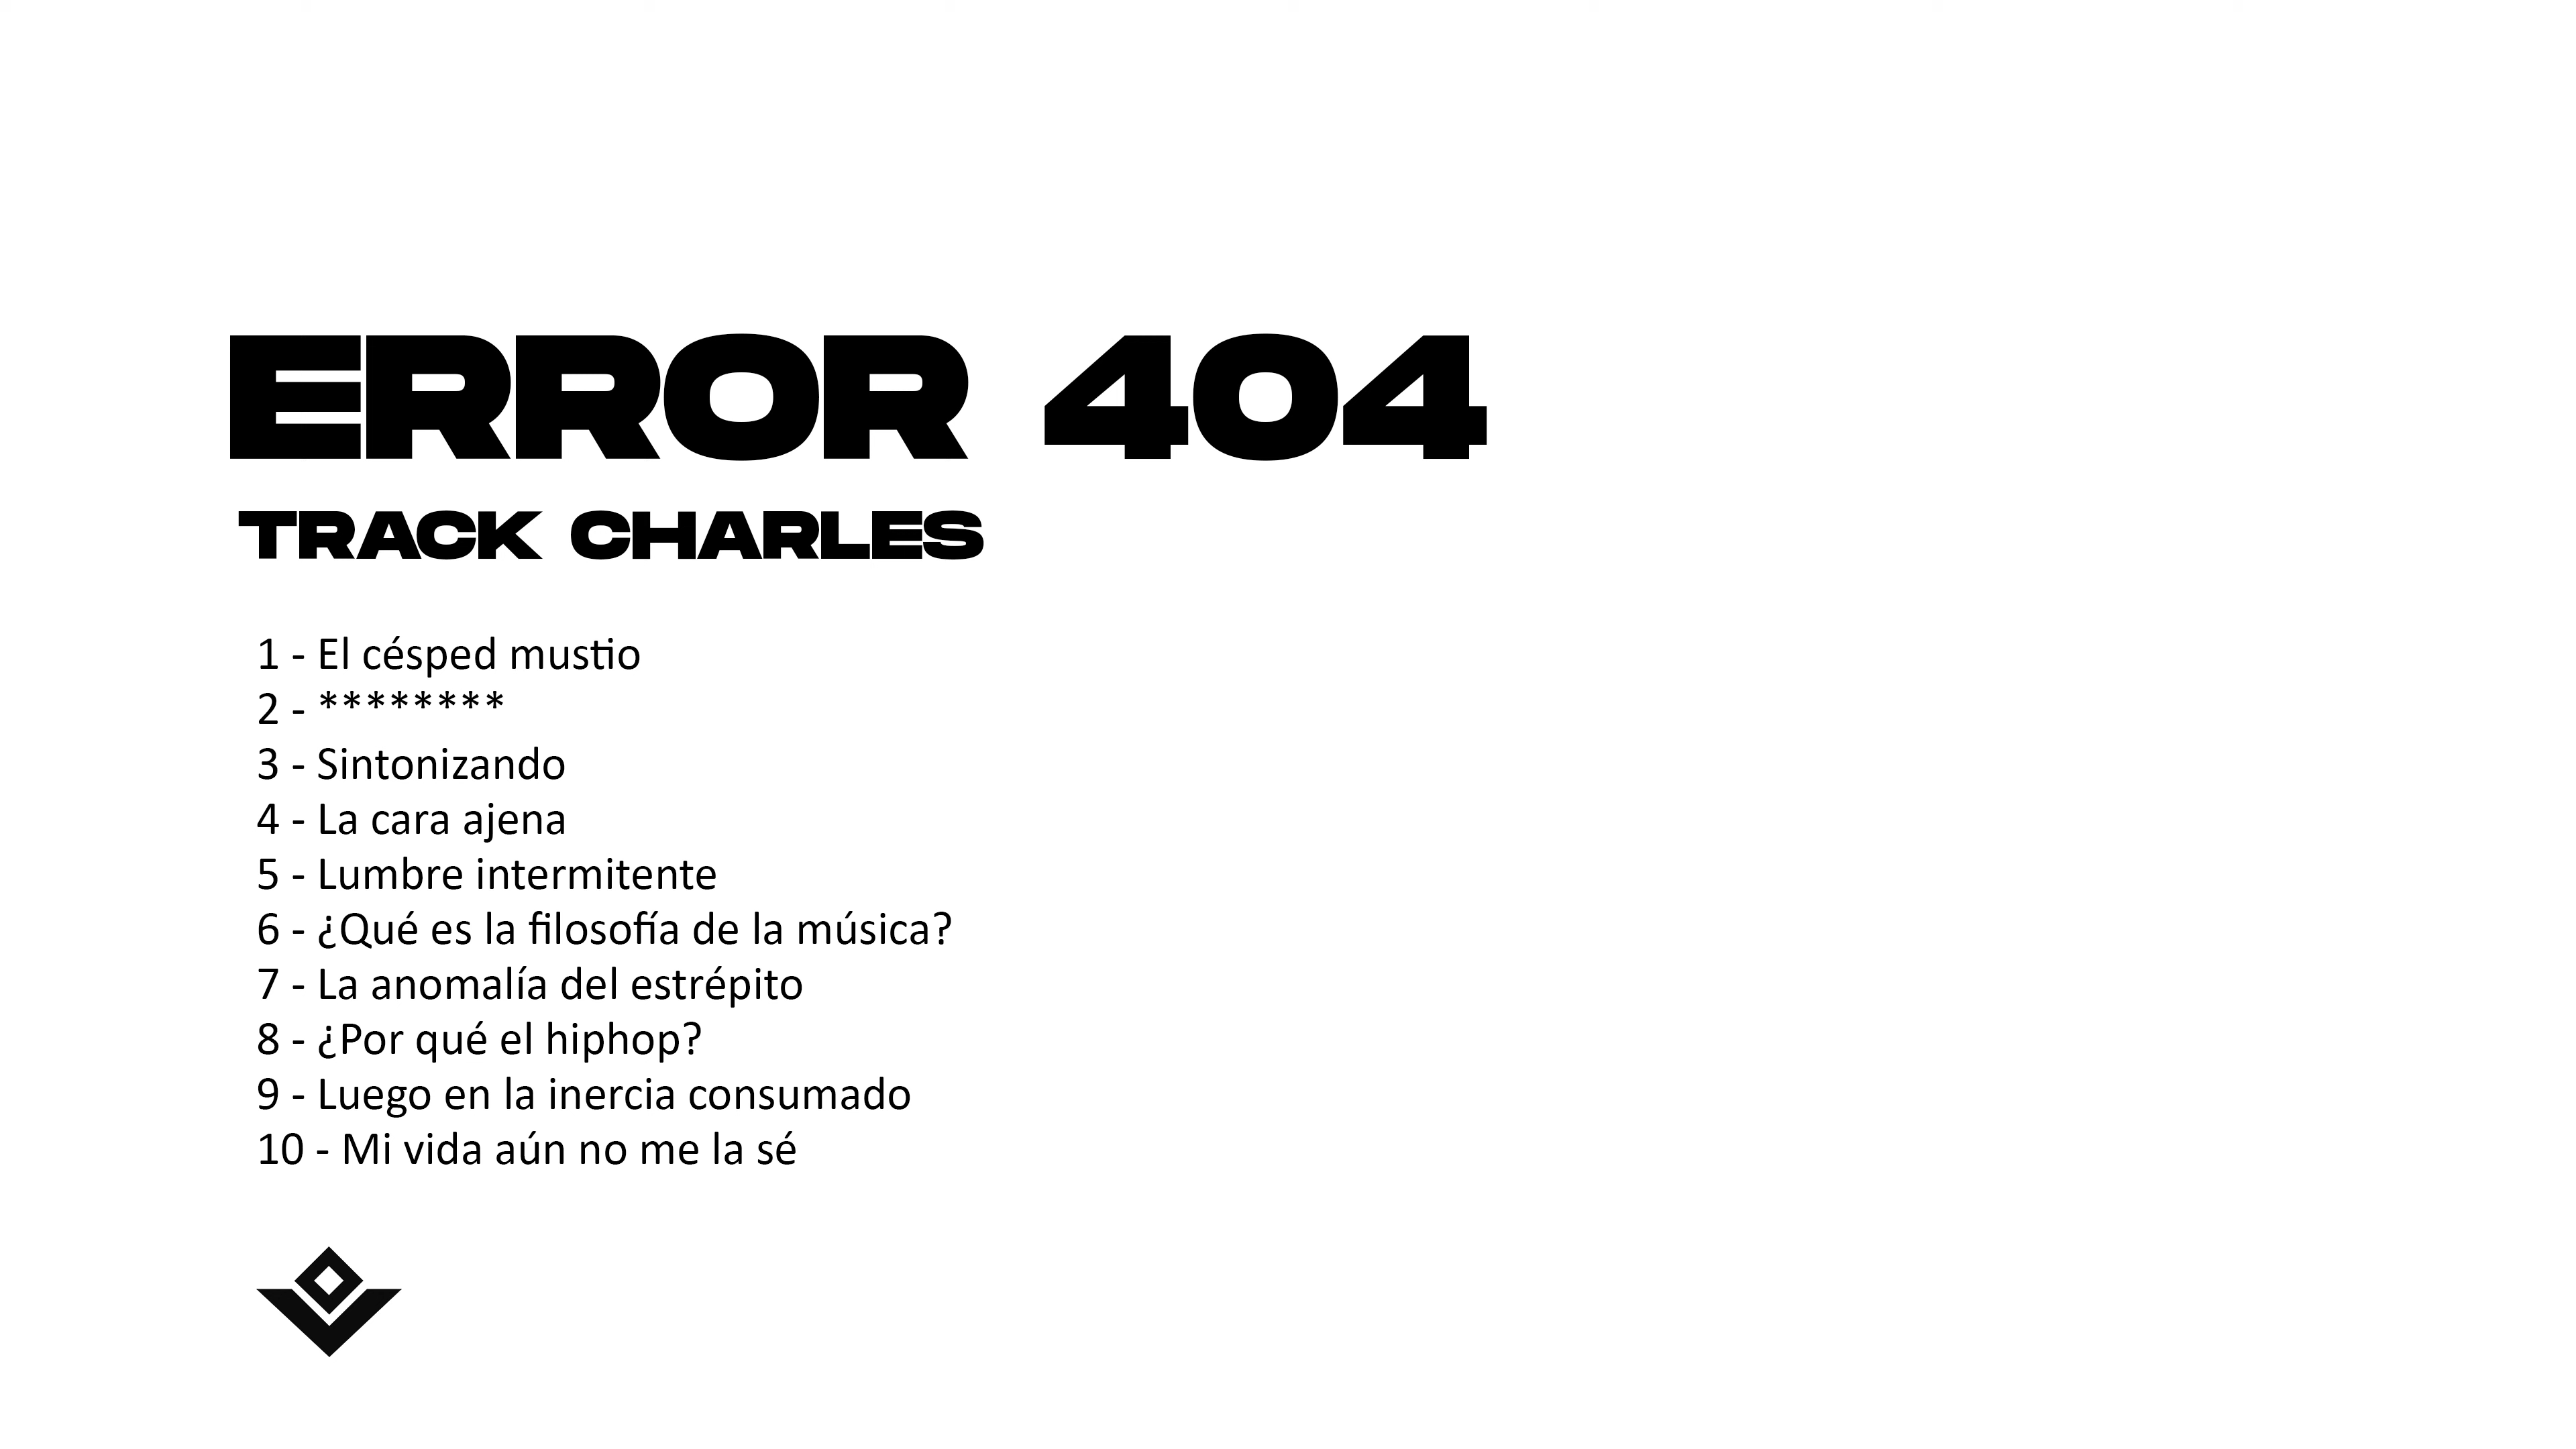 ERROR 404
TRACK CHARLES
1 - El césped mustio
2 - ********
3 - Sintonizando
4 - La cara ajena
5 - Lumbre intermitente
6 - ¿Qué es la filosofía de la música?
7 - La anomalía del estrépito
8 - ¿Por qué el hiphop?
9 - Luego en la inercia consumado
10 - Mi vida aún no me la sé